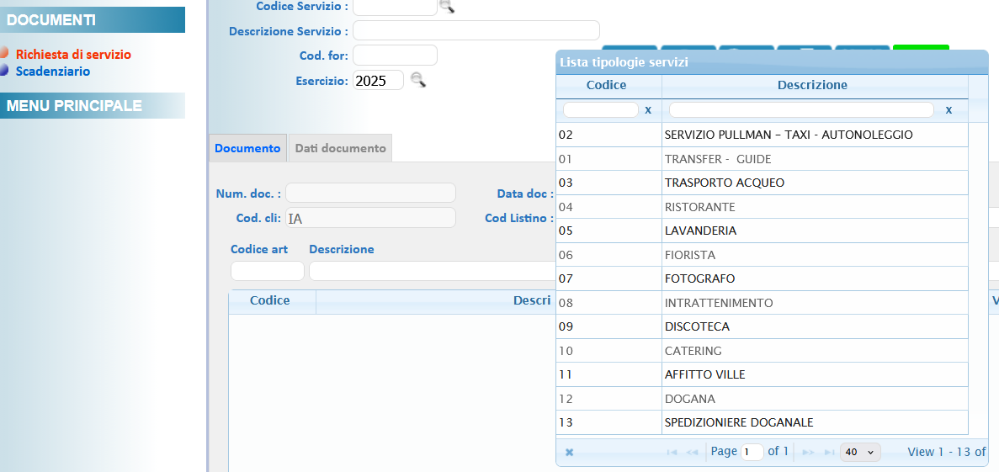 DOCUMENTI
Richiesta di servizio
Scadenziario
MENU PRINCIPALE
Codice Servizio :
Descrizione Servizio :
Cod. for:
Esercizio: 2025
Documento Dati documento
Num. doc. : Data doc :
Cod. cli: IA Cod Listino :
Codice art Descrizione
Codice Descri V
Lista tipologie servizi
Codice Descrizione
x x
02 SERVIZIO PULLMAN – TAXI - AUTONOLEGGIO
01 TRANSFER - GUIDE
03 TRASPORTO ACQUEO
04 RISTORANTE
05 LAVANDERIA
06 FIORISTA
07 FOTOGRAFO
08 INTRATTENIMENTO
09 DISCOTECA
10 CATERING
11 AFFITTO VILLE
12 DOGANA
13 SPEDIZIONIERE DOGANALE
Page 1 of 1 40 View 1 - 13 of